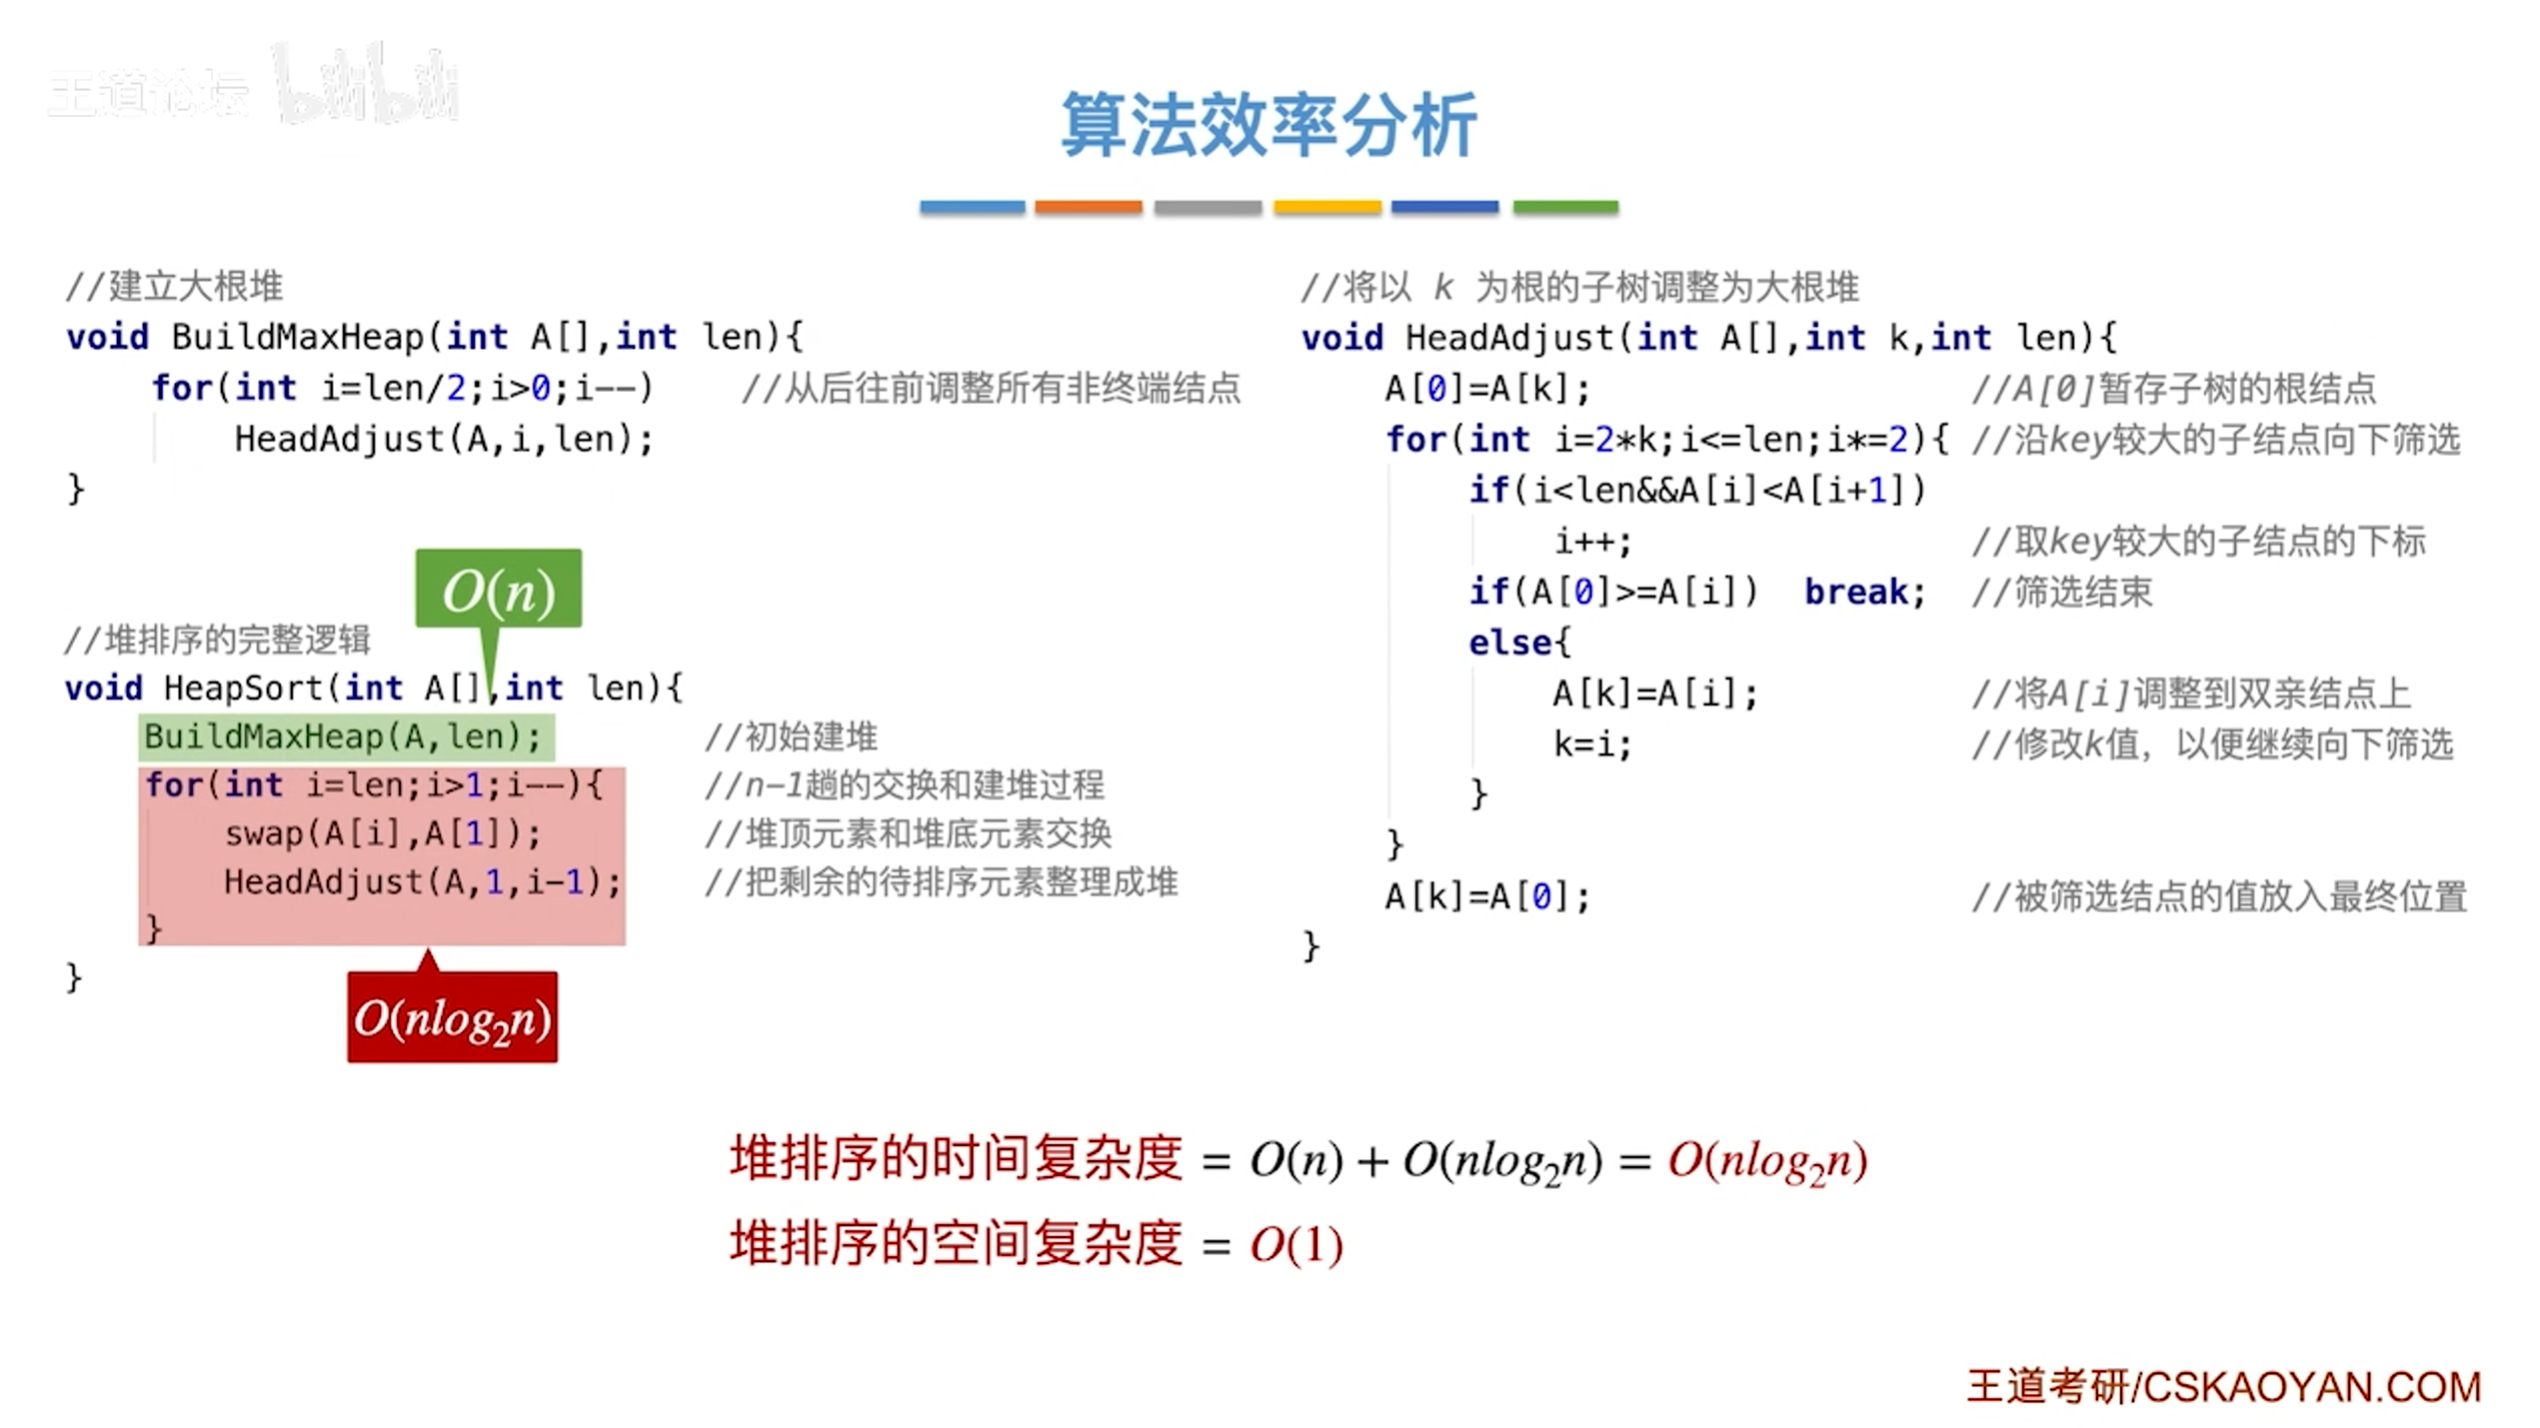 王道论坛 bilibili
算法效率分析
//建立大根堆
void BuildMaxHeap(int A[],int len){
    for(int i=len/2;i>0;i--)    //从后往前调整所有非终端结点
        HeadAdjust(A,i,len);
}
O(n)
//堆排序的完整逻辑
void HeapSort(int A[],int len){
    BuildMaxHeap(A,len);    //初始建堆
    for(int i=len;i>1;i--){    //n-1趟的交换和建堆过程
        swap(A[i],A[1]);    //堆顶元素和堆底元素交换
        HeadAdjust(A,1,i-1);    //把剩余的待排序元素整理成堆
    }
}
O(nlog₂n)
//将以 k 为根的子树调整为大根堆
void HeadAdjust(int A[],int k,int len){
    A[0]=A[k];    //A[0]暂存子树的根结点
    for(int i=2*k;i<=len;i*=2){ //沿key较大的子结点向下筛选
        if(i<len&&A[i]<A[i+1])
            i++;    //取key较大的子结点的下标
        if(A[0]>=A[i])  break;  //筛选结束
        else{
            A[k]=A[i];    //将A[i]调整到双亲结点上
            k=i;    //修改k值，以便继续向下筛选
        }
    }
    A[k]=A[0];    //被筛选结点的值放入最终位置
}
堆排序的时间复杂度 = O(n) + O(nlog₂n) = O(nlog₂n)
堆排序的空间复杂度 = O(1)
王道考研/CSKAOYAN.COM